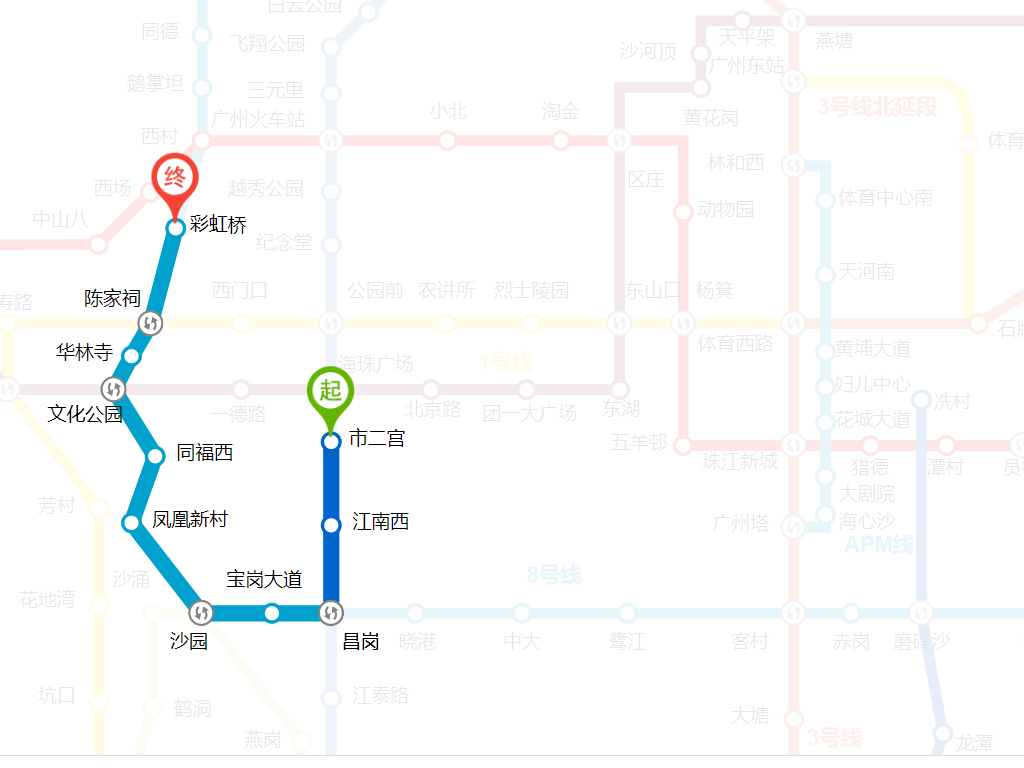 白云公园
同德
飞翔公园
沙河顶
天平架
燕塘
广州东站
鹅掌坦
三元里
小北
淘金
3号线北延段
广州火车站
黄花岗
西村
体育
林和西
终
西场
越秀公园
区庄
体育中心南
中山八
彩虹桥
动物园
纪念堂
天河南
陈家祠
西门口
公园前
农讲所
烈士陵园
东山口
杨箕
寿路
石牌
华林寺
体育西路
黄埔大道
海珠广场
1号线
起
妇儿中心
文化公园
一德路
北京路
团一大广场
东湖
冼村
花城大道
市二宫
五羊邨
同福西
珠江新城
猎德
潭村
员
大剧院
芳村
凤凰新村
江南西
广州塔
海心沙
APM线
沙涌
宝岗大道
8号线
花地湾
沙园
昌岗
晓港
中大
鹭江
客村
赤岗
磨碟沙
坑口
江泰路
鹤洞
大塘
燕岗
3号线
龙潭